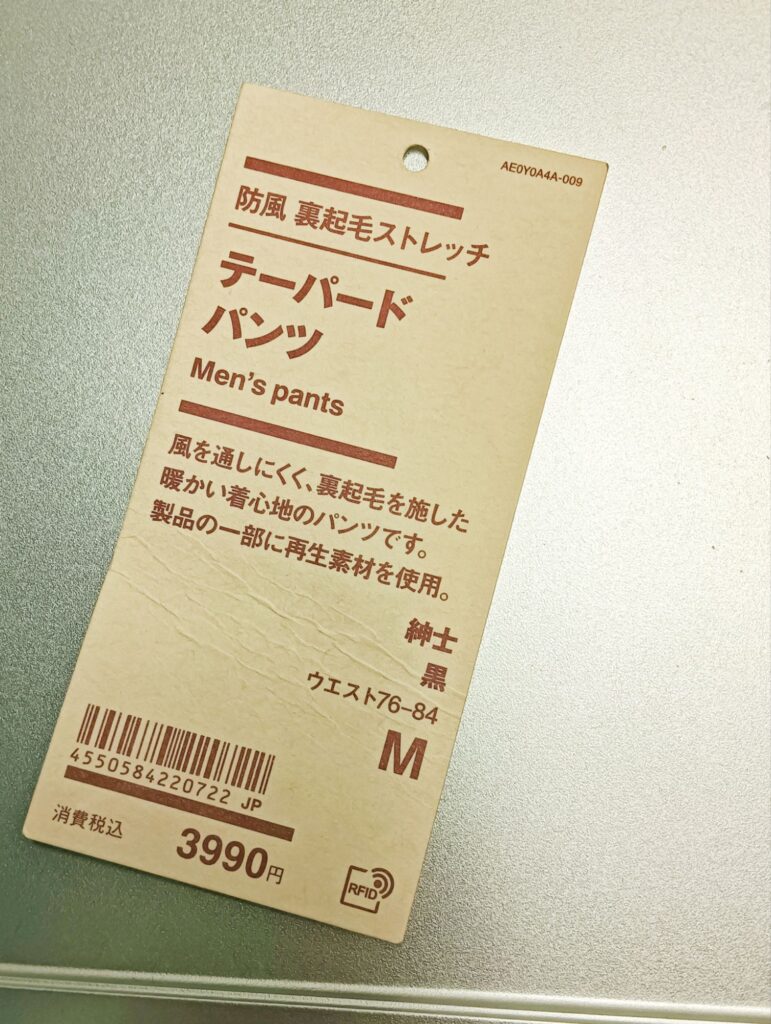 AE0Y0A4A-009
防風 裏起毛ストレッチ
テーパード
パンツ
Men's pants
風を通しにくく、裏起毛を施した
暖かい着心地のパンツです。
製品の一部に再生素材を使用。
紳士
黒
ウエスト76–84
M
4550584220722 JP
消費税込 3990円
RFID